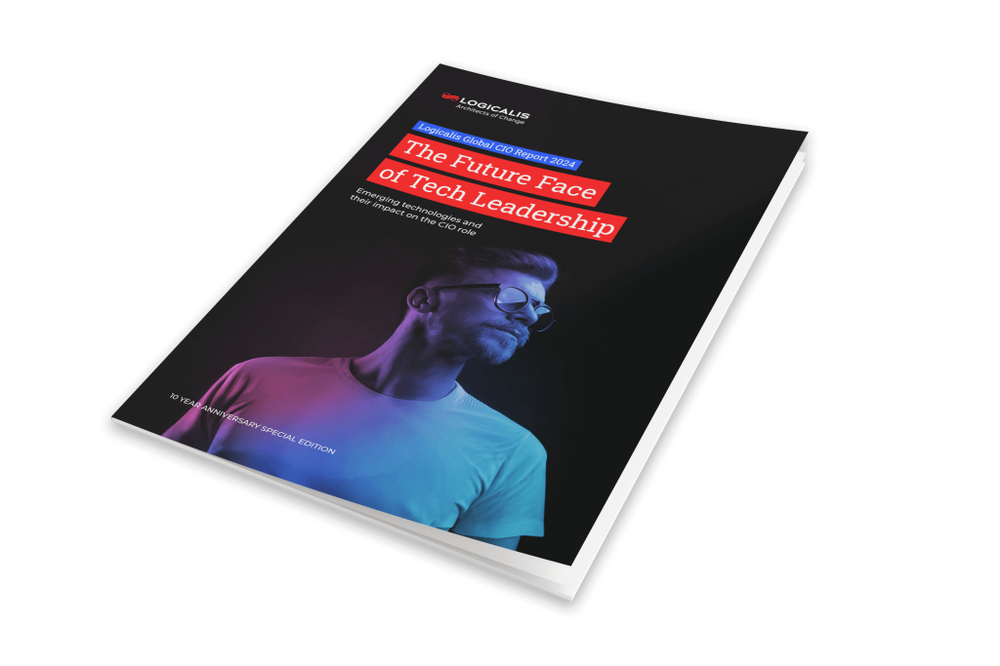 LOGICALIS
Architects of Change
Logicalis Global CIO Report 2024
The Future Face
of Tech Leadership
Emerging technologies and
their impact on the CIO role
10 YEAR ANNIVERSARY SPECIAL EDITION